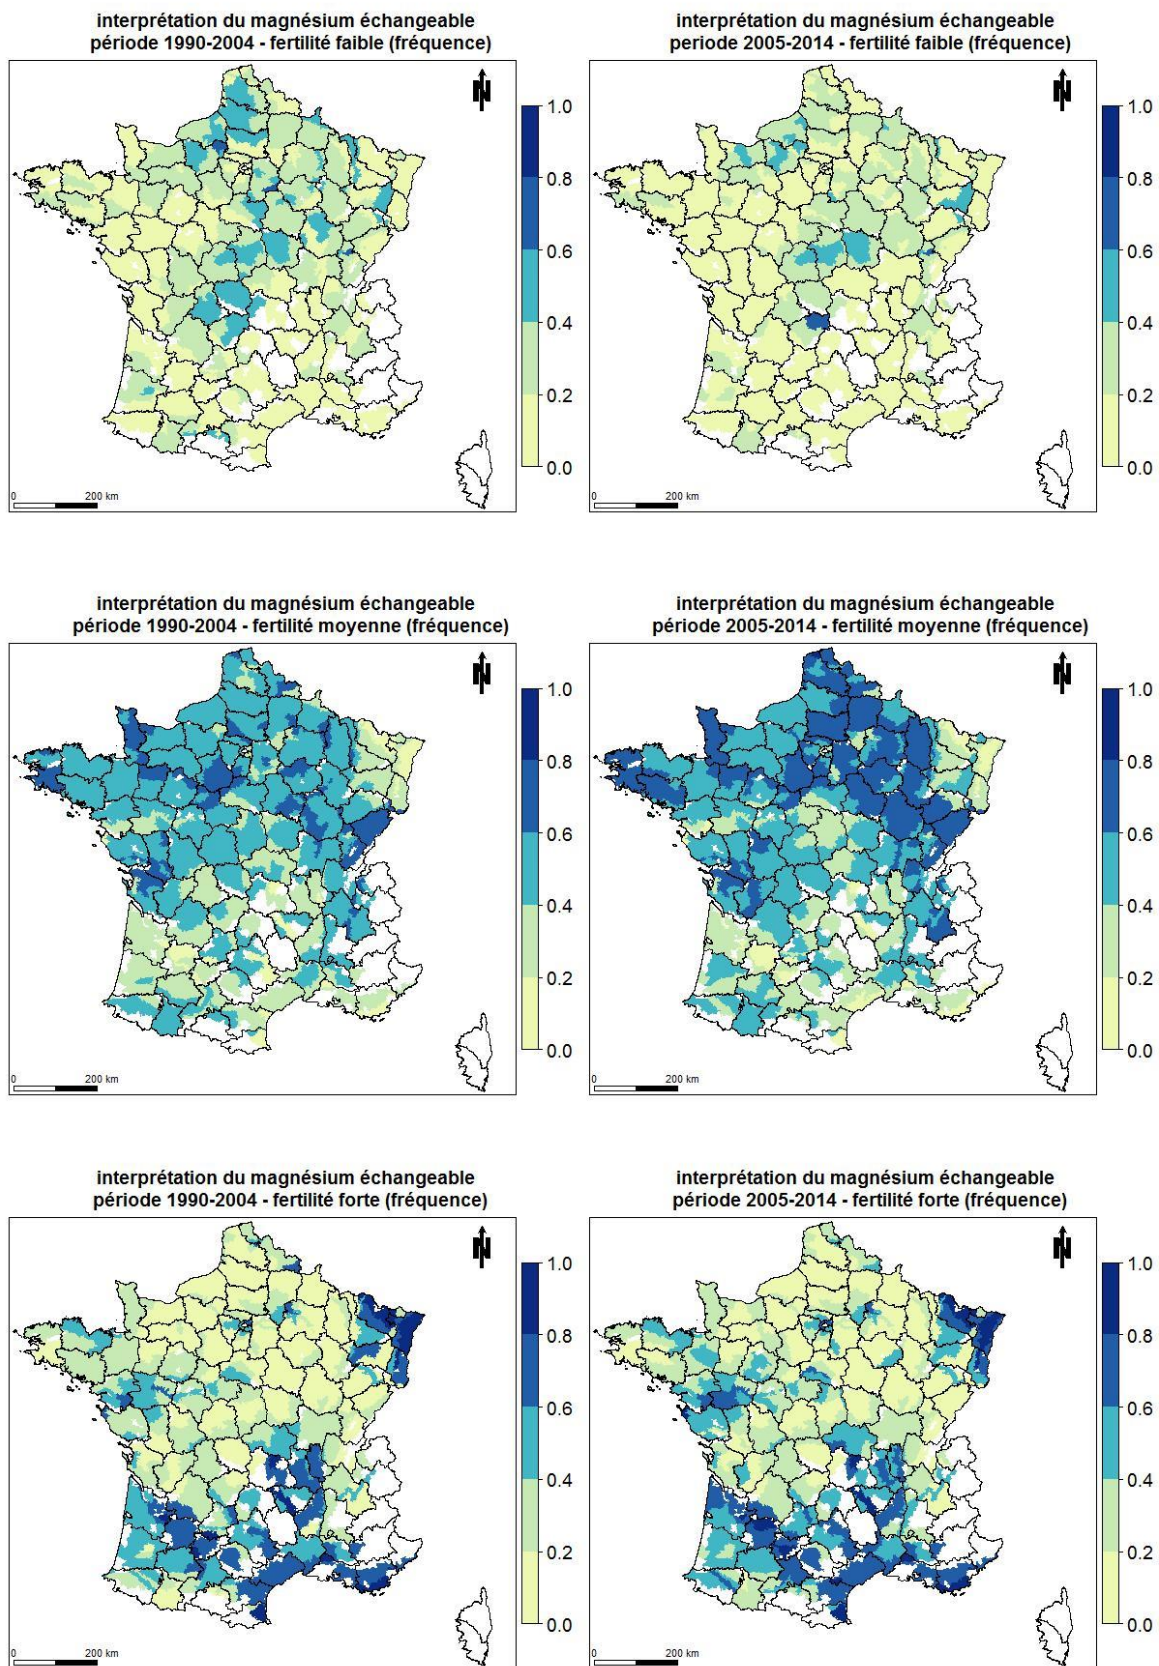 interprétation du magnésium échangeable
période 1990-2004 - fertilité faible (fréquence)
N
1.0
0.8
0.6
0.4
0.2
0.0
0
200 km
interprétation du magnésium échangeable
periode 2005-2014 - fertilité faible (fréquence)
N
1.0
0.8
0.6
0.4
0.2
0.0
0
200 km
interprétation du magnésium échangeable
période 1990-2004 - fertilité moyenne (fréquence)
N
1.0
0.8
0.6
0.4
0.2
0.0
0
200 km
interprétation du magnésium échangeable
période 2005-2014 - fertilité moyenne (fréquence)
N
1.0
0.8
0.6
0.4
0.2
0.0
0
200 km
interprétation du magnésium échangeable
période 1990-2004 - fertilité forte (fréquence)
N
1.0
0.8
0.6
0.4
0.2
0.0
0
200 km
interprétation du magnésium échangeable
période 2005-2014 - fertilité forte (fréquence)
N
1.0
0.8
0.6
0.4
0.2
0.0
0
200 km